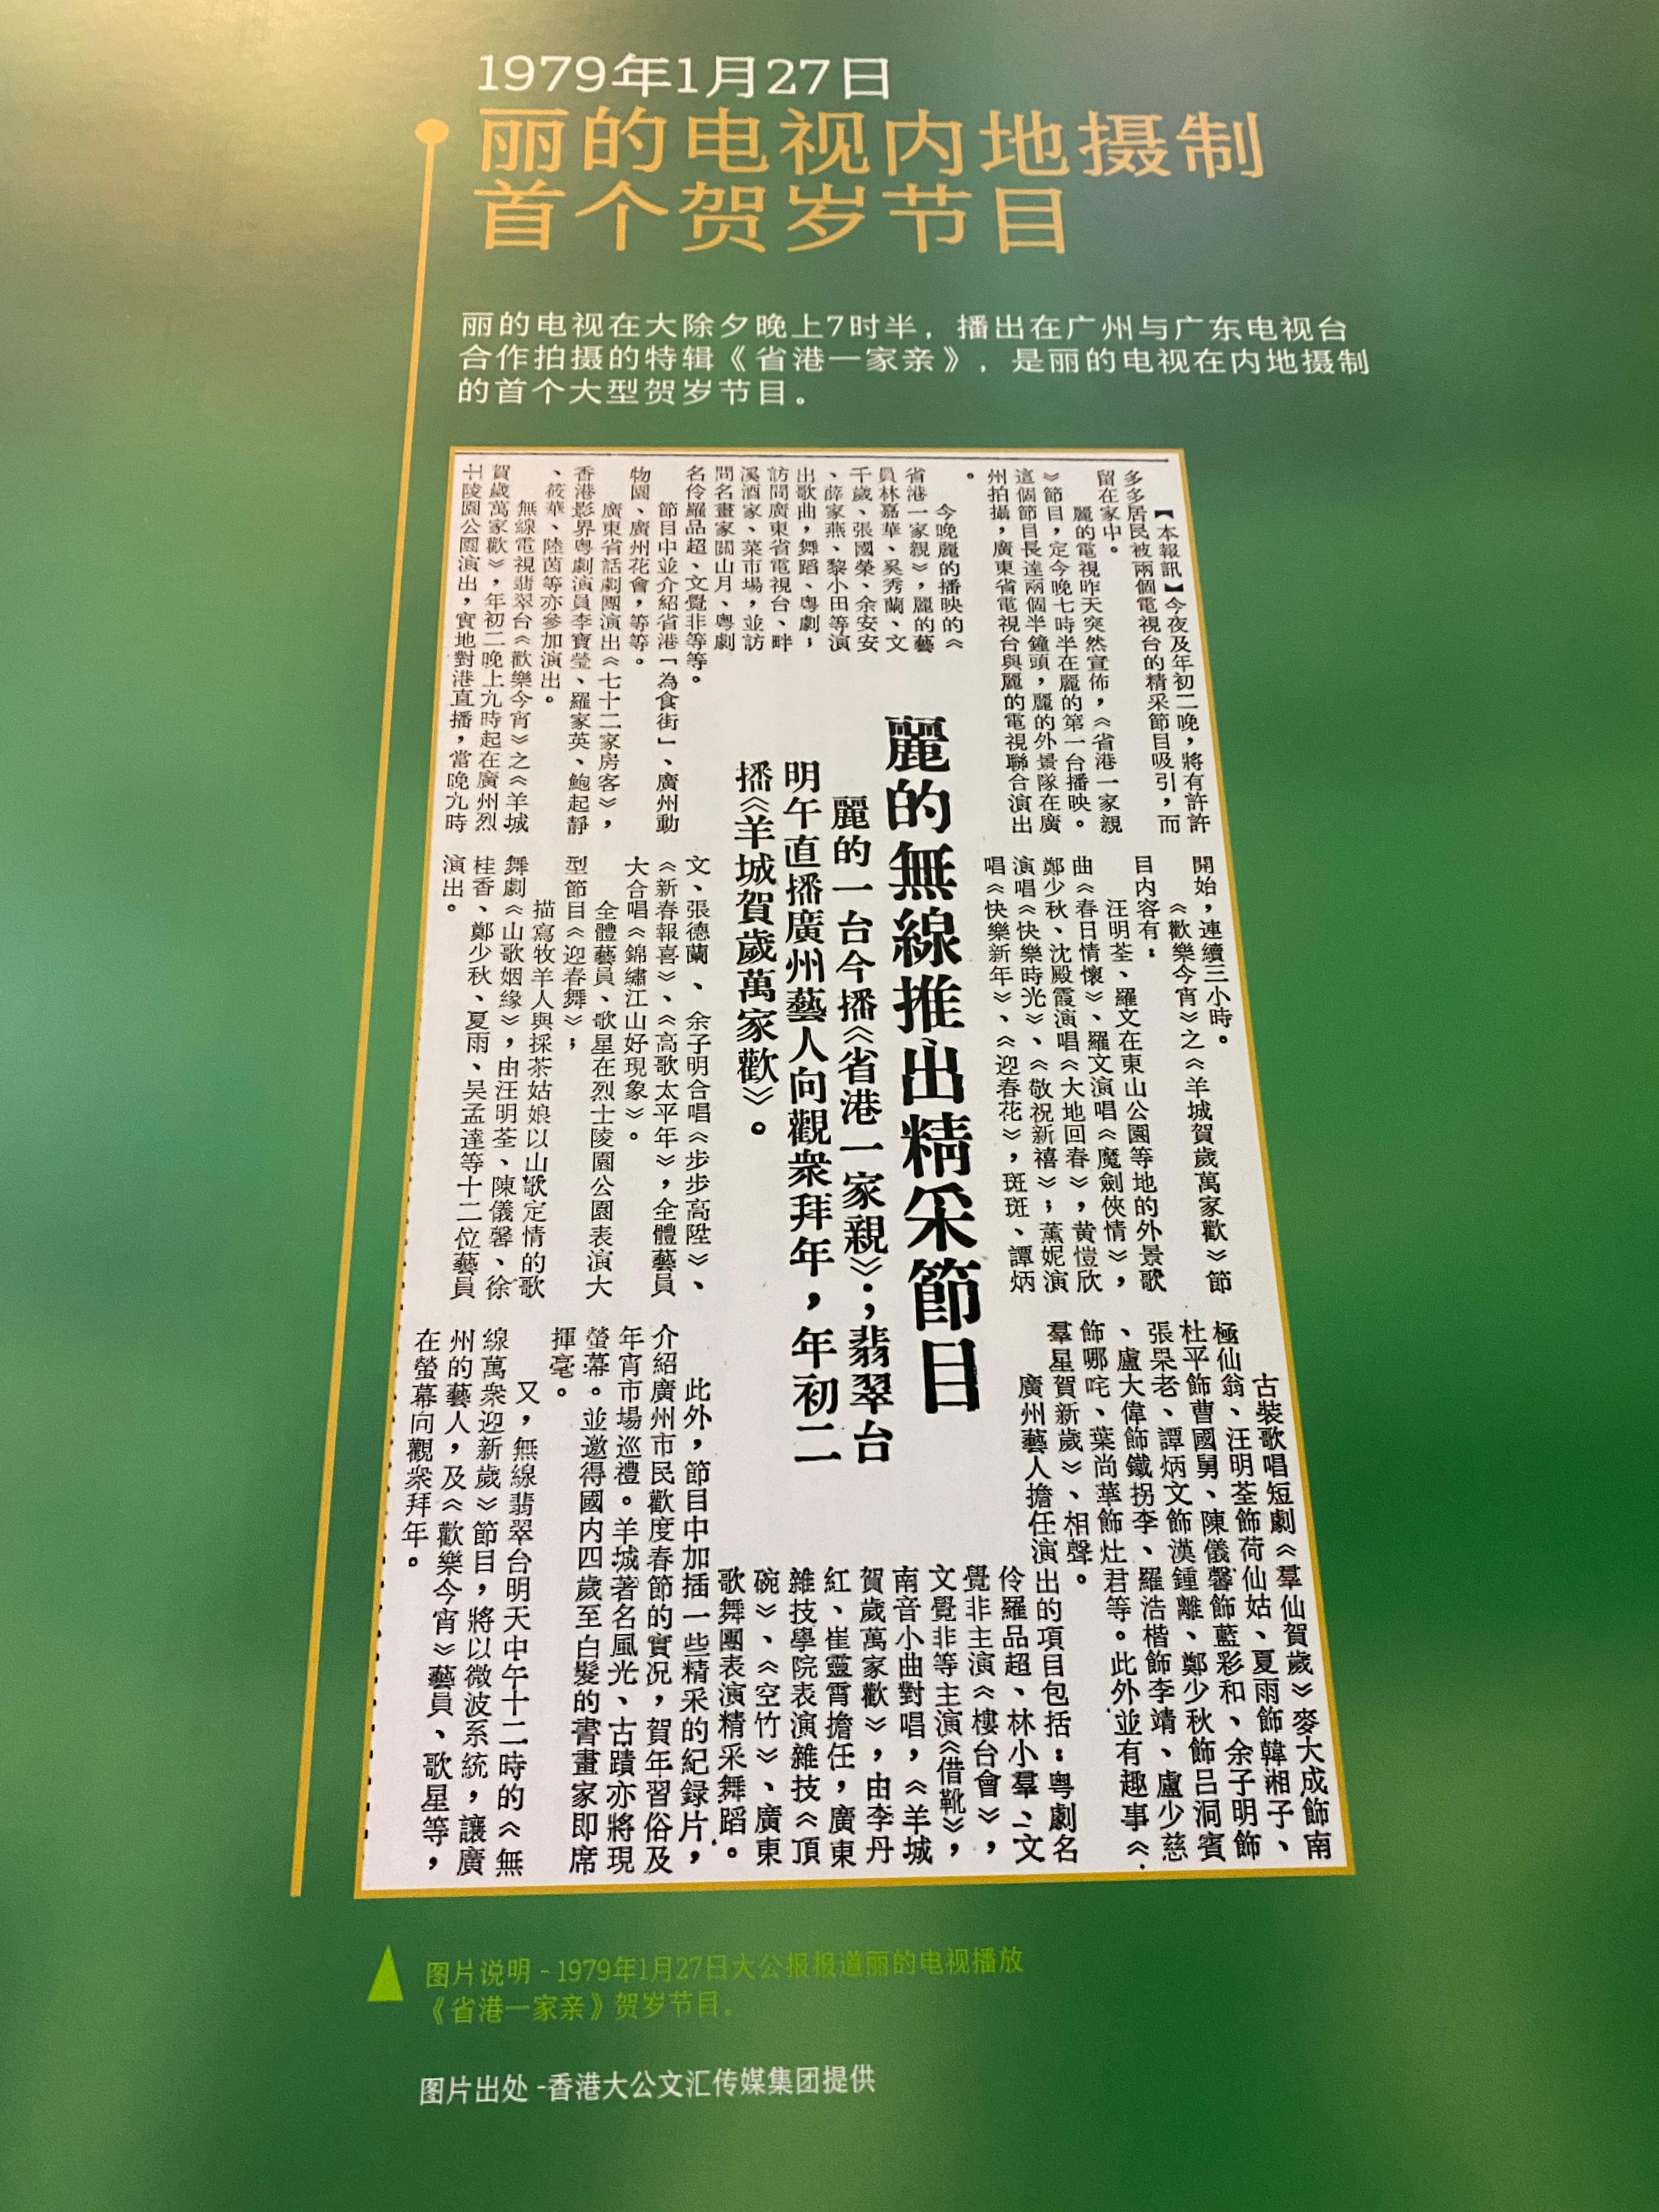 1979年1月27日
丽的电视内地摄制
首个贺岁节目
丽的电视在大除夕晚上7时半，播出在广州与广东电视台
合作拍摄的特辑《省港一家亲》，是丽的电视在内地摄制
的首个大型贺岁节目。
麗的無線推出精采節目
麗的一台今播《省港一家親》；翡翠台
明午直播廣州藝人向觀衆拜年，年初二
播《羊城賀歲萬家歡》。
【本報訊】今夜及年初二晚，將有許許
多多居民被兩個電視台的精采節目吸引，而
留在家中。
麗的電視昨天突然宣佈，《省港一家親
》節目，定今晚七時半在麗的第一台播映。
這個節目長達兩個半鐘頭，麗的外景隊在廣
州拍攝，廣東省電視台與麗的電視聯合演出
。
今晚麗的播映的《
省港一家親》，麗的藝
員林嘉華、奚秀蘭、文
千歲、張國榮、余安安
、薛家燕、黎小田等演
出歌曲，舞蹈、粵劇；
訪問廣東省電視台、畔
溪酒家、菜市場，並訪
問名畫家關山月、粵劇
名伶羅品超、文覺非等等。
節目中並介紹省港「為食街」、廣州動
物園、廣州花會，等等。
廣東省話劇團演出《七十二家房客》，
香港影界粵劇演員李寶瑩、羅家英、鮑起靜
、筱華、陸茵等亦參加演出。
無線電視翡翠台《歡樂今宵》之《羊城
賀歲萬家歡》，年初二晚上九時起在廣州烈
士陵園公園演出，實地對港直播，當晚九時
開始，連續三小時。
《歡樂今宵》之《羊城賀歲萬家歡》節
目内容有：
汪明荃、羅文在東山公園等地的外景歌
曲《春日情懷》、羅文演唱《魔劍俠情》，
鄭少秋、沈殿霞演唱《大地回春》，黄愷欣
演唱《快樂時光》、《敬祝新禧》；薰妮演
唱《快樂新年》、《迎春花》，斑斑、譚炳
文、張德蘭、余子明合唱《步步高陞》、
《新春報喜》、《高歌太平年》，全體藝員
大合唱《錦繡江山好現象》。
全體藝員、歌星在烈士陵園公園表演大
型節目《迎春舞》；
描寫牧羊人與採茶姑娘以山歌定情的歌
舞劇《山歌姻緣》，由汪明荃、陳儀馨、徐
桂香、鄭少秋、夏雨、吴孟達等十二位藝員
演出。
古裝歌唱短劇《羣仙賀歲》麥大成飾南
極仙翁、汪明荃飾荷仙姑、夏雨飾韓湘子、
杜平飾曹國舅、陳儀馨飾藍彩和、余子明飾
張果老、譚炳文飾漢鍾離、鄭少秋飾吕洞賓
、盧大偉飾鐵拐李、羅浩楷飾李靖、盧少慈
飾哪咤、葉尚華飾灶君等。此外並有趣事《
羣星賀新歲》、相聲。
廣州藝人擔任演出的項目包括：粵劇名
伶羅品超、林小羣、文
覺非主演《樓台會》，
文覺非等主演《借靴》，
南音小曲對唱，《羊城
賀歲萬家歡》，由李丹
紅、崔靈霄擔任，廣東
雜技學院表演雜技《頂
碗》、《空竹》、廣東
歌舞團表演精采舞蹈。
此外，節目中加插一些精采的紀録片，
介紹廣州市民歡度春節的實况，賀年習俗及
年宵市場巡禮。羊城著名風光、古蹟亦將現
螢幕。並邀得國内四歲至白髮的書畫家即席
揮毫。
又，無線翡翠台明天中午十二時的《無
線萬衆迎新歲》節目，將以微波系統，讓廣
州的藝人，及《歡樂今宵》藝員、歌星等，
在螢幕向觀衆拜年。
图片说明 - 1979年1月27日大公报报道丽的电视播放
《省港一家亲》贺岁节目。
图片出处 -香港大公文汇传媒集团提供